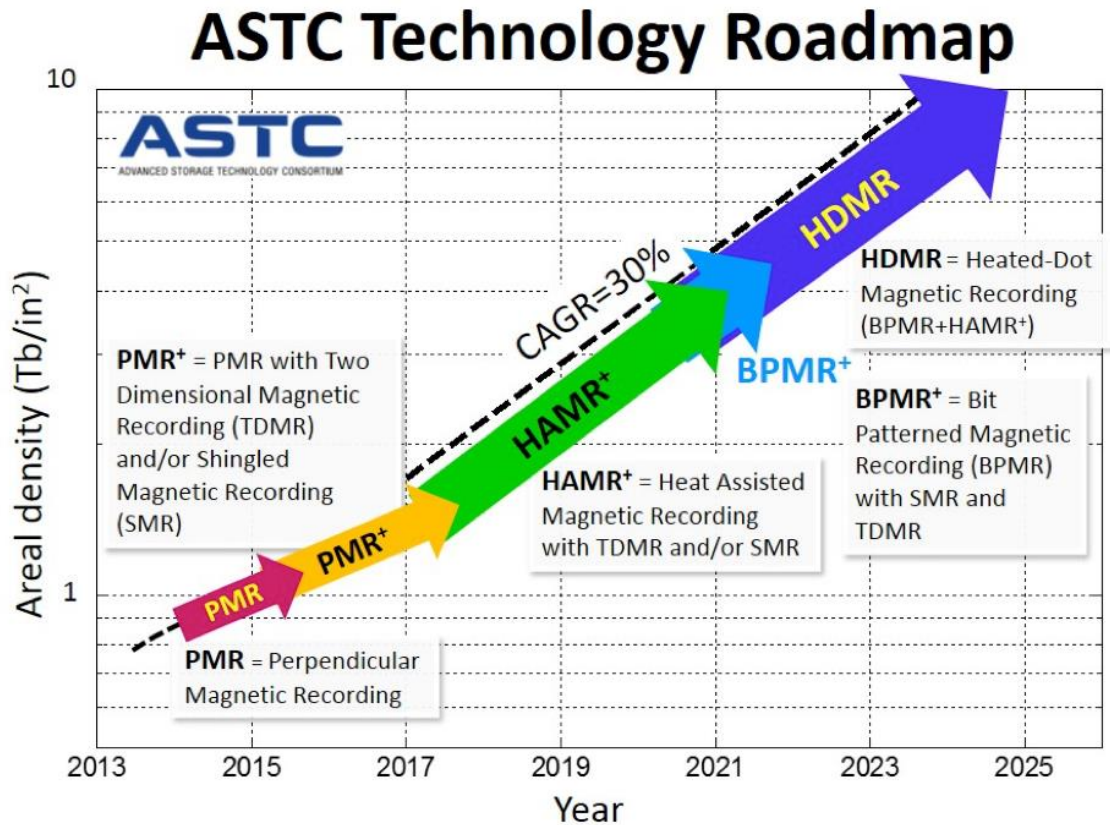 ASTC Technology Roadmap
10
ASTC
ADVANCED STORAGE TECHNOLOGY CONSORTIUM
HDMR
CAGR=30%
HDMR = Heated-Dot
Magnetic Recording
(BPMR+HAMR⁺)
PMR⁺ = PMR with Two
Dimensional Magnetic
Recording (TDMR)
and/or Shingled
Magnetic Recording
(SMR)
BPMR⁺
HAMR⁺
BPMR⁺ = Bit
Patterned Magnetic
Recording (BPMR)
with SMR and
TDMR
HAMR⁺ = Heat Assisted
Magnetic Recording
with TDMR and/or SMR
Areal density (Tb/in²)
PMR⁺
1
PMR
PMR = Perpendicular
Magnetic Recording
2013 2015 2017 2019 2021 2023 2025
Year